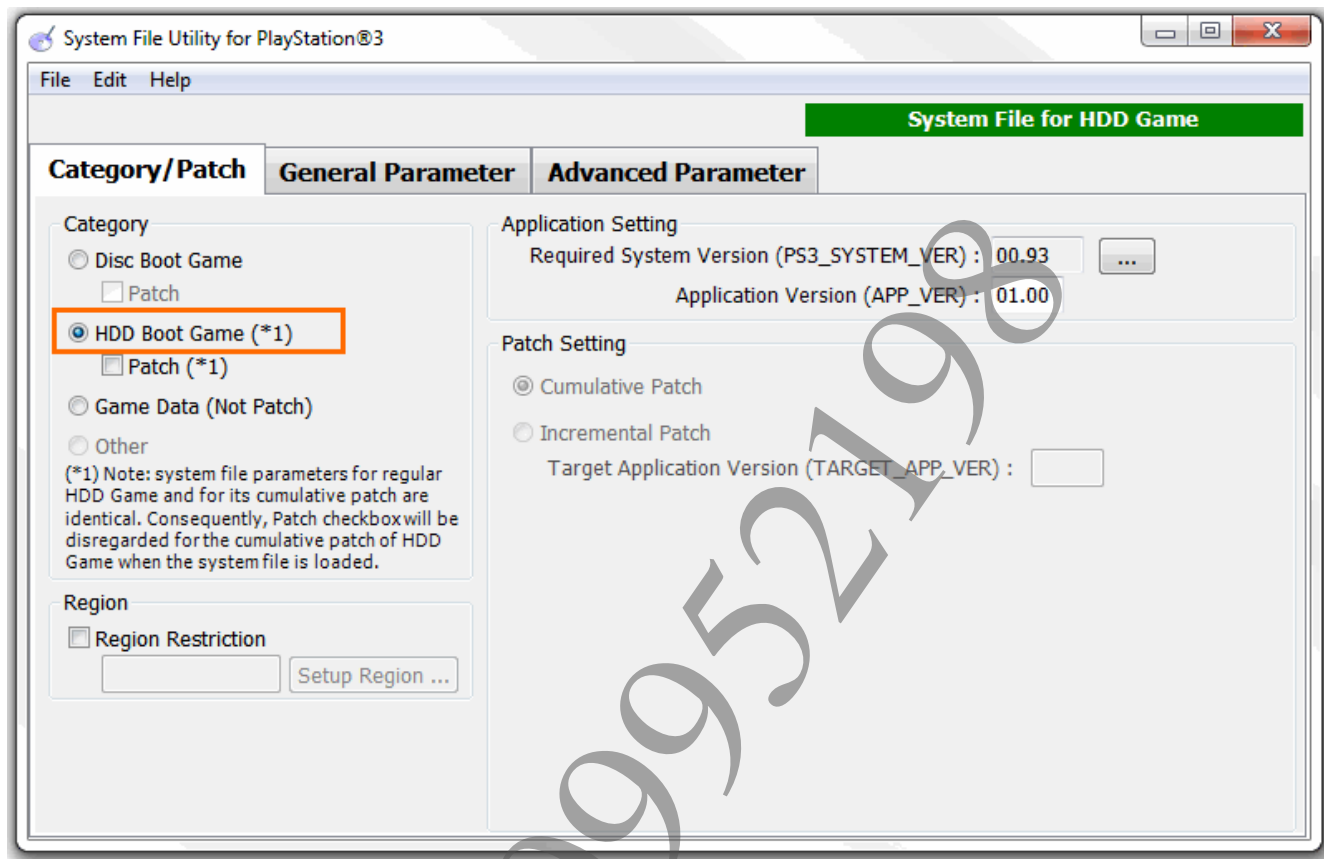 System File Utility for PlayStation®3
File Edit Help
System File for HDD Game
Category/Patch General Parameter Advanced Parameter
Category
Disc Boot Game
Patch
HDD Boot Game (*1)
Patch (*1)
Game Data (Not Patch)
Other
(*1) Note: system file parameters for regular
HDD Game and for its cumulative patch are
identical. Consequently, Patch checkbox will be
disregarded for the cumulative patch of HDD
Game when the system file is loaded.
Region
Region Restriction
Setup Region ...
Application Setting
Required System Version (PS3_SYSTEM_VER) : 00.93 ...
Application Version (APP_VER) : 01.00
Patch Setting
Cumulative Patch
Incremental Patch
Target Application Version (TARGET_APP_VER) :
99952198